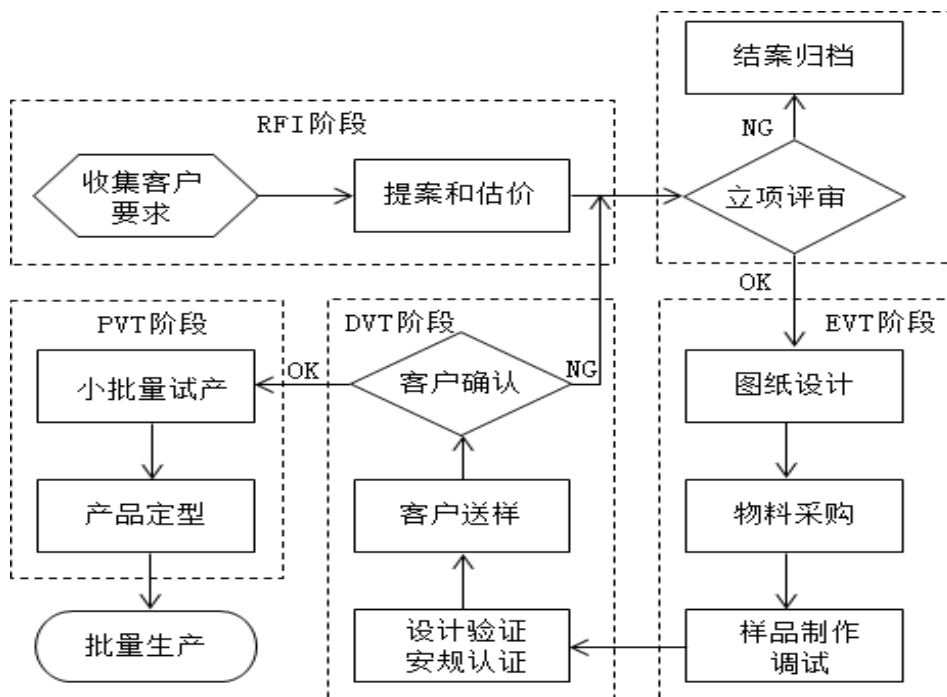 结案归档
RFI阶段
NG
收集客户
要求
提案和估价
立项评审
OK
PVT阶段
DVT阶段
EVT阶段
小批量试产
OK
客户确认
NG
图纸设计
产品定型
客户送样
物料采购
批量生产
设计验证
安规认证
样品制作
调试